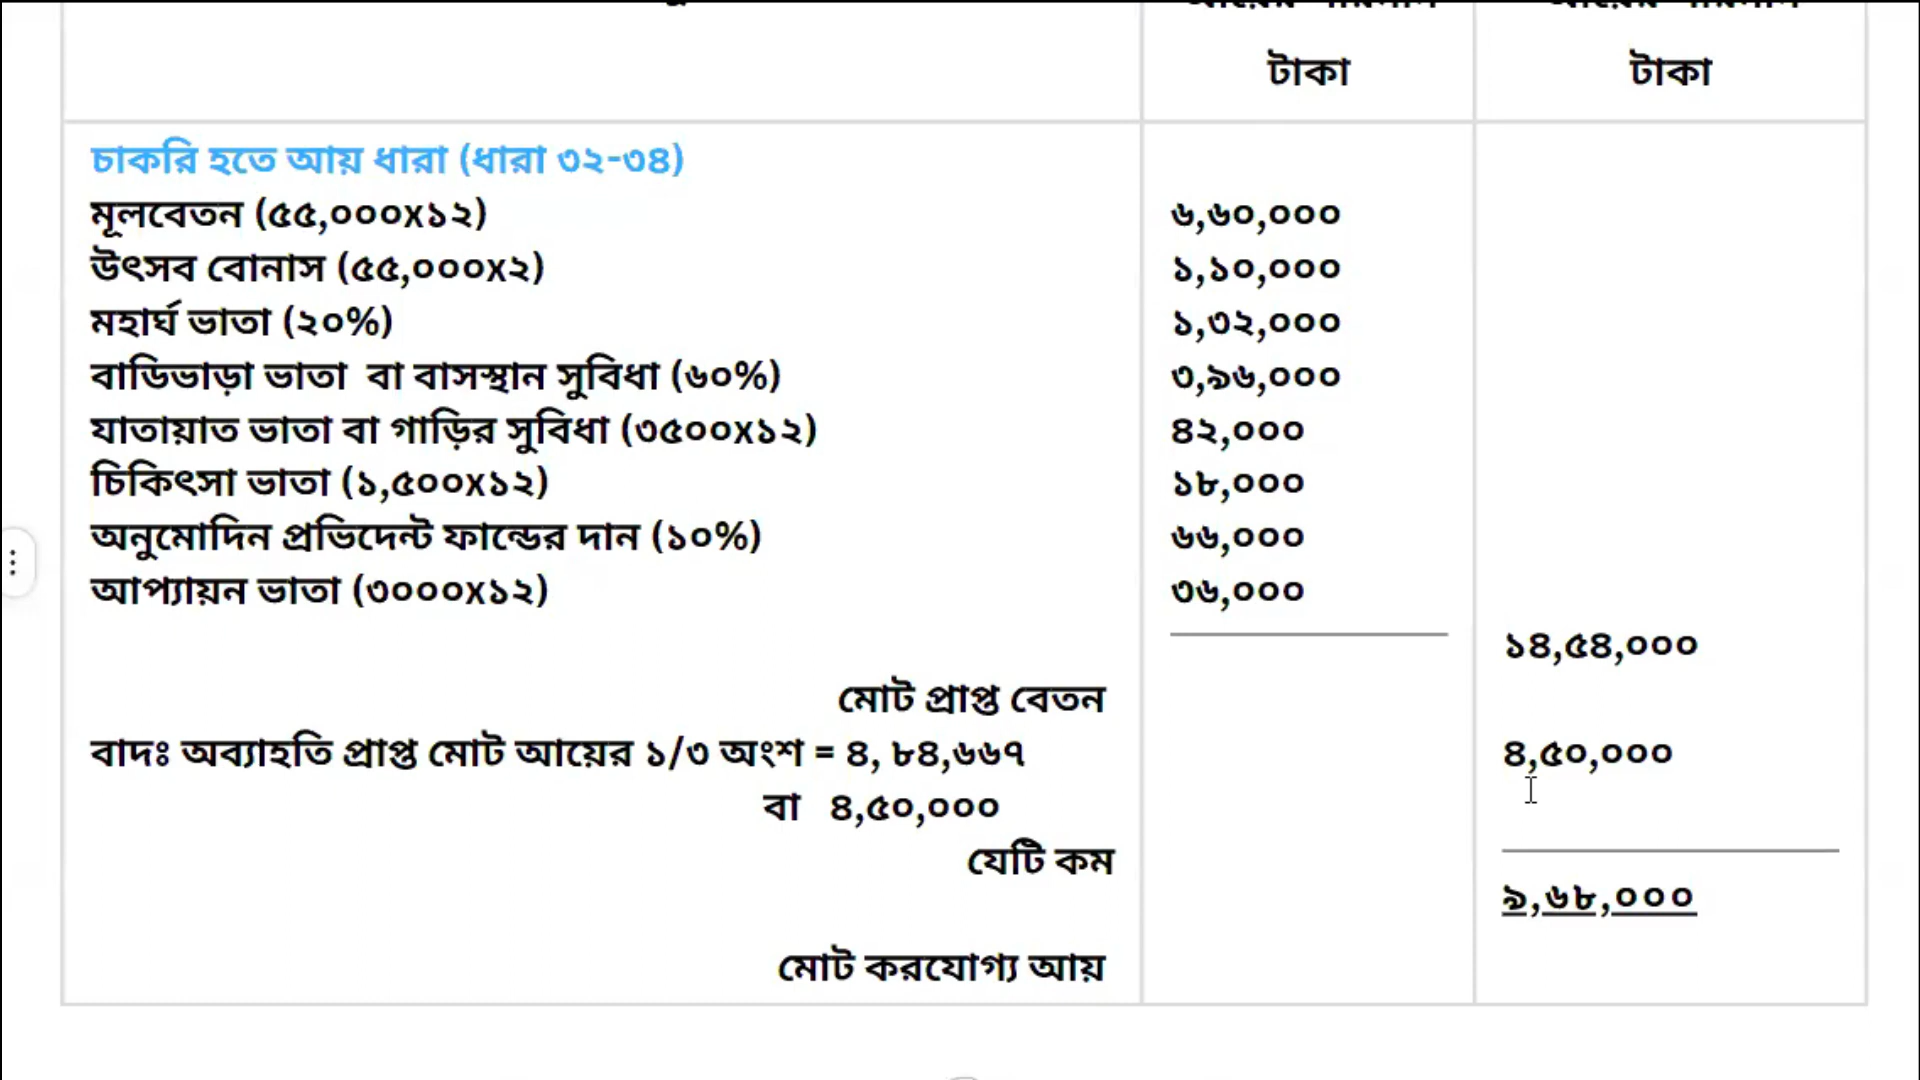 টাকা টাকা
চাকরি হতে আয় ধারা (ধারা ৩২-৩৪)
মূলবেতন (৫৫,০০০x১২) ৬,৬০,০০০
উৎসব বোনাস (৫৫,০০০x২) ১,১০,০০০
মহার্ঘ ভাতা (২০%) ১,৩২,০০০
বাডিভাড়া ভাতা বা বাসস্থান সুবিধা (৬০%) ৩,৯৬,০০০
যাতায়াত ভাতা বা গাড়ির সুবিধা (৩৫০০x১২) ৪২,০০০
চিকিৎসা ভাতা (১,৫০০x১২) ১৮,০০০
অনুমোদিন প্রভিদেন্ট ফান্ডের দান (১০%) ৬৬,০০০
আপ্যায়ন ভাতা (৩০০০x১২) ৩৬,০০০
১৪,৫৪,০০০
মোট প্রাপ্ত বেতন
বাদঃ অব্যাহতি প্রাপ্ত মোট আয়ের ১/৩ অংশ = ৪, ৮৪,৬৬৭ ৪,৫০,০০০
বা ৪,৫০,০০০
যেটি কম
৯,৬৮,০০০
মোট করযোগ্য আয়